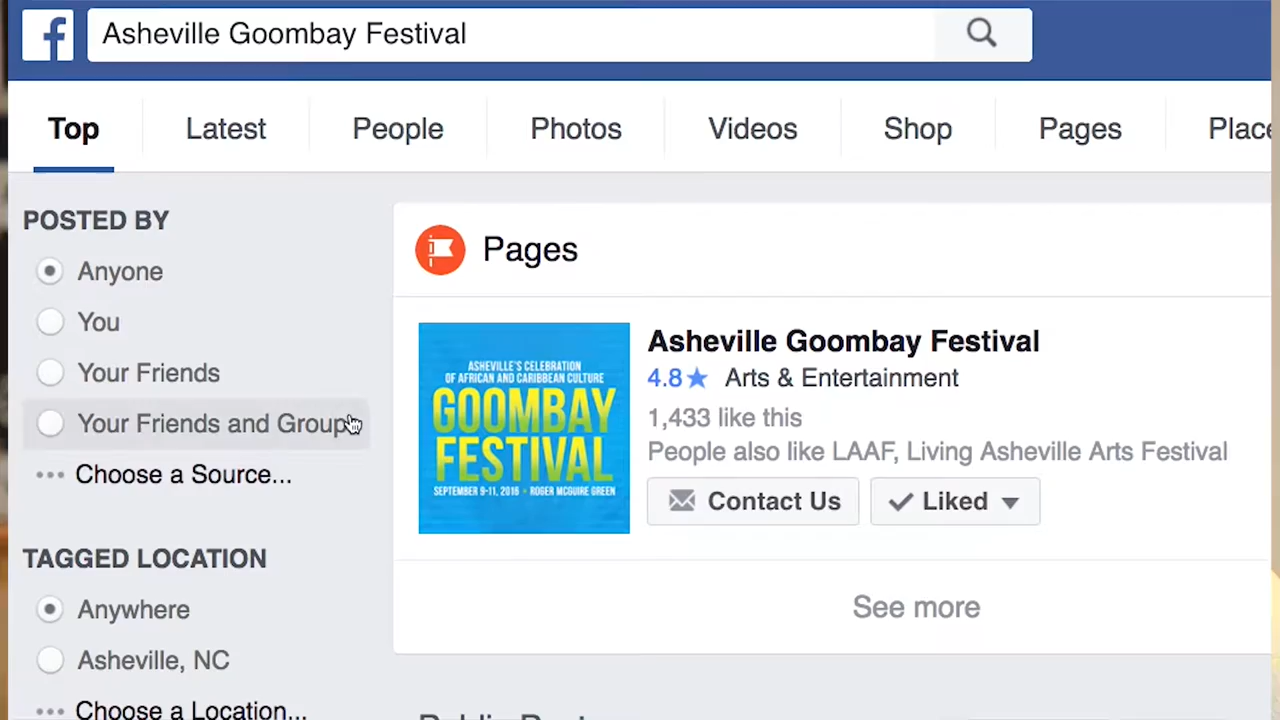 f Asheville Goombay Festival
Top Latest People Photos Videos Shop Pages Place
POSTED BY
Anyone
You
Your Friends
Your Friends and Group
Choose a Source...
TAGGED LOCATION
Anywhere
Asheville, NC
Choose a Location...
Pages
ASHEVILLE'S CELEBRATION
OF AFRICAN AND CARIBBEAN CULTURE
GOOMBAY
FESTIVAL
SEPTEMBER 9-11, 2016 • ROGER MCGUIRE GREEN
Asheville Goombay Festival
4.8★ Arts & Entertainment
1,433 like this
People also like LAAF, Living Asheville Arts Festival
Contact Us Liked
See more